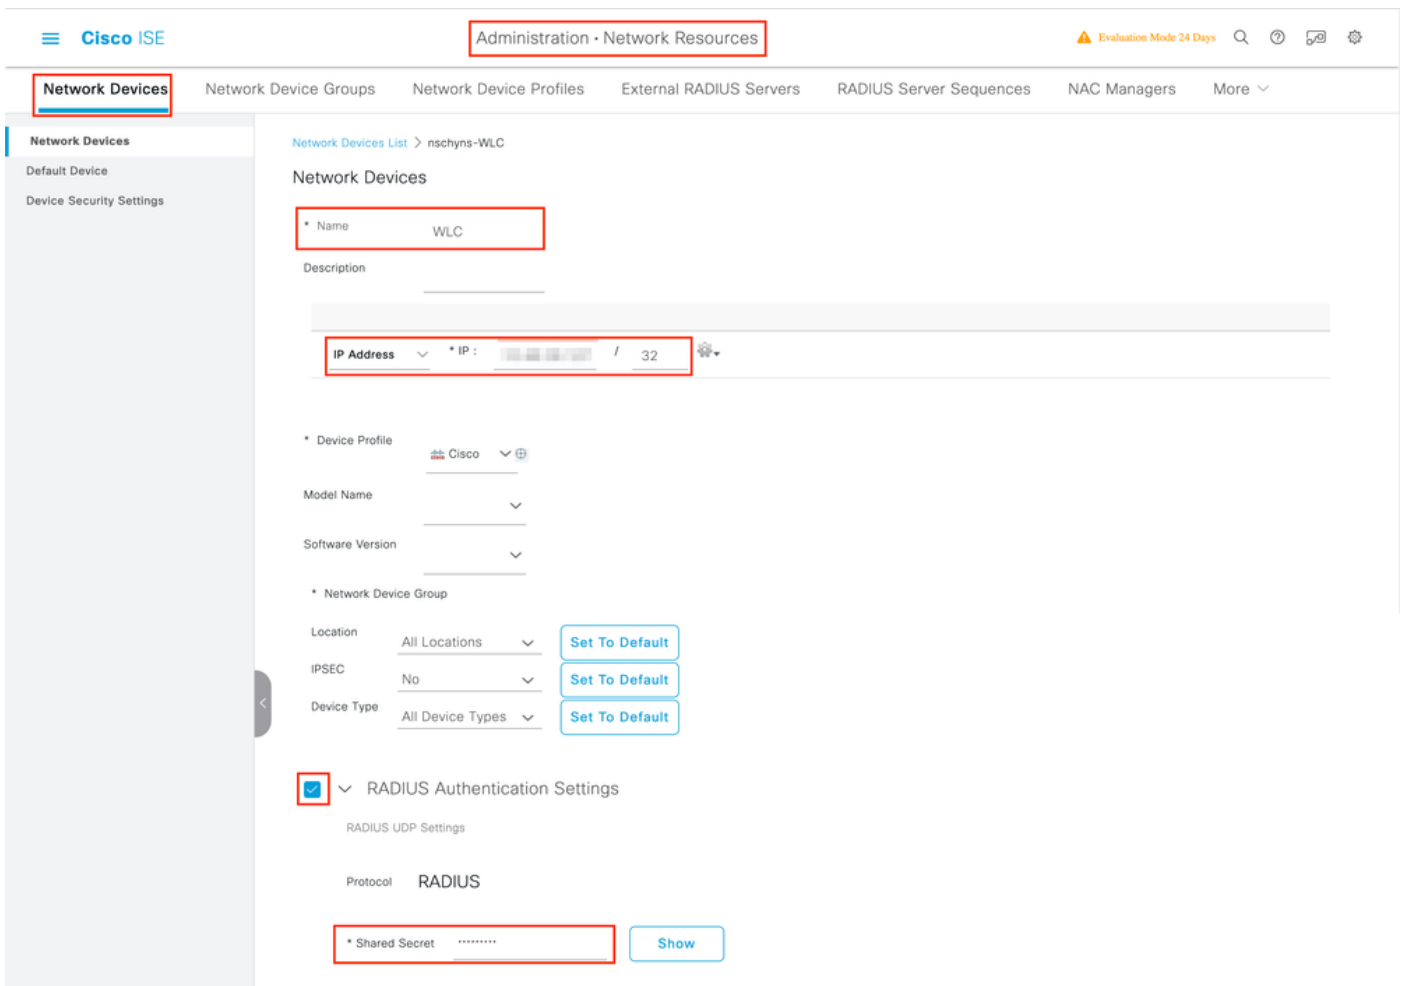 Cisco ISE
Administration · Network Resources
Evaluation Mode 24 Days
Network Devices
Network Device Groups
Network Device Profiles
External RADIUS Servers
RADIUS Server Sequences
NAC Managers
More
Network Devices
Default Device
Device Security Settings
Network Devices List > nschyns-WLC
Network Devices
* Name WLC
Description
IP Address * IP : / 32
* Device Profile Cisco
Model Name
Software Version
* Network Device Group
Location All Locations Set To Default
IPSEC No Set To Default
Device Type All Device Types Set To Default
RADIUS Authentication Settings
RADIUS UDP Settings
Protocol RADIUS
* Shared Secret ········· Show